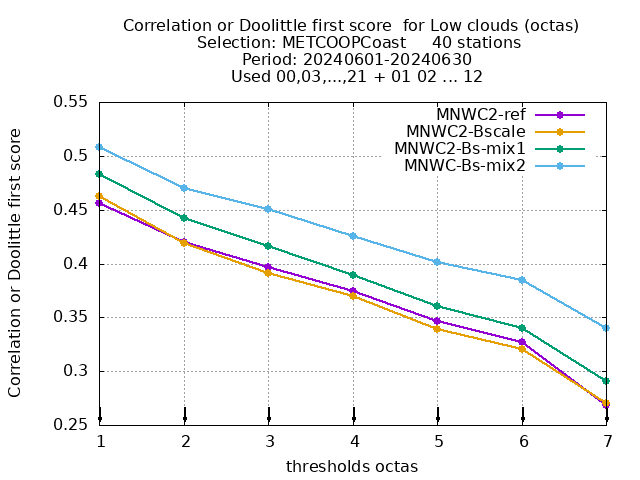 Correlation or Doolittle first score  for Low clouds (octas)
Selection: METCOOPCoast     40 stations
Period: 20240601-20240630
Used 00,03,...,21 + 01 02 ... 12
MNWC2-ref
MNWC2-Bscale
MNWC2-Bs-mix1
MNWC-Bs-mix2
Correlation or Doolittle first score
0.55
0.5
0.45
0.4
0.35
0.3
0.25
1 2 3 4 5 6 7
thresholds octas